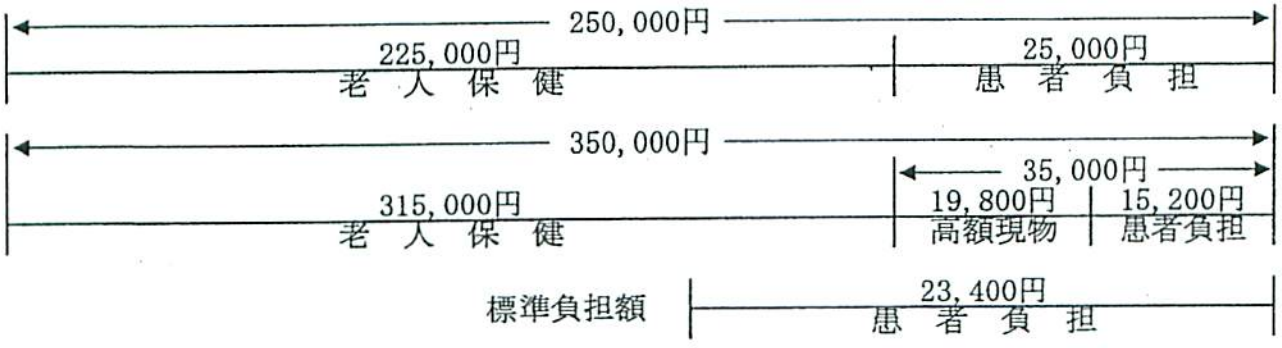 250,000円
225,000円 25,000円
老人保健 患者負担
350,000円
35,000円
315,000円 19,800円 15,200円
老人保健 高額現物 患者負担
標準負担額 23,400円
患者負担